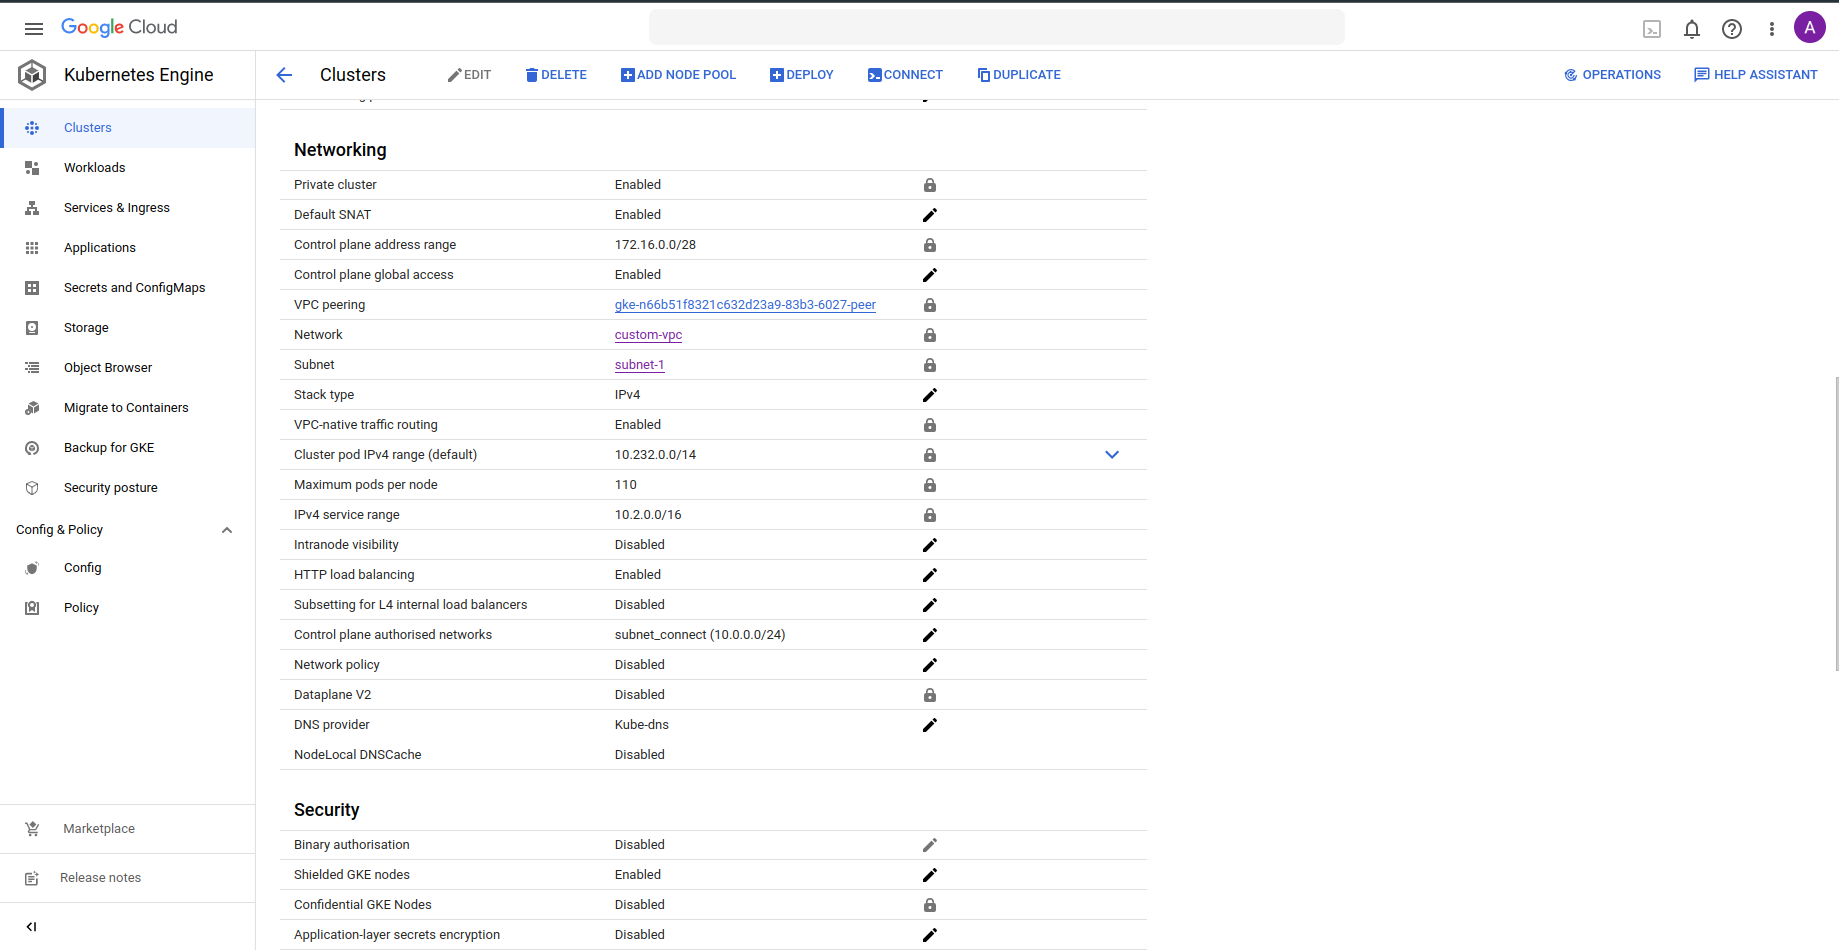 Google Cloud
A
Kubernetes Engine
Clusters
EDIT
DELETE
ADD NODE POOL
DEPLOY
CONNECT
DUPLICATE
OPERATIONS
HELP ASSISTANT
Clusters
Workloads
Services & Ingress
Applications
Secrets and ConfigMaps
Storage
Object Browser
Migrate to Containers
Backup for GKE
Security posture
Config & Policy
Config
Policy
Marketplace
Release notes
Networking
Private cluster Enabled
Default SNAT Enabled
Control plane address range 172.16.0.0/28
Control plane global access Enabled
VPC peering gke-n66b51f8321c632d23a9-83b3-6027-peer
Network custom-vpc
Subnet subnet-1
Stack type IPv4
VPC-native traffic routing Enabled
Cluster pod IPv4 range (default) 10.232.0.0/14
Maximum pods per node 110
IPv4 service range 10.2.0.0/16
Intranode visibility Disabled
HTTP load balancing Enabled
Subsetting for L4 internal load balancers Disabled
Control plane authorised networks subnet_connect (10.0.0.0/24)
Network policy Disabled
Dataplane V2 Disabled
DNS provider Kube-dns
NodeLocal DNSCache Disabled
Security
Binary authorisation Disabled
Shielded GKE nodes Enabled
Confidential GKE Nodes Disabled
Application-layer secrets encryption Disabled